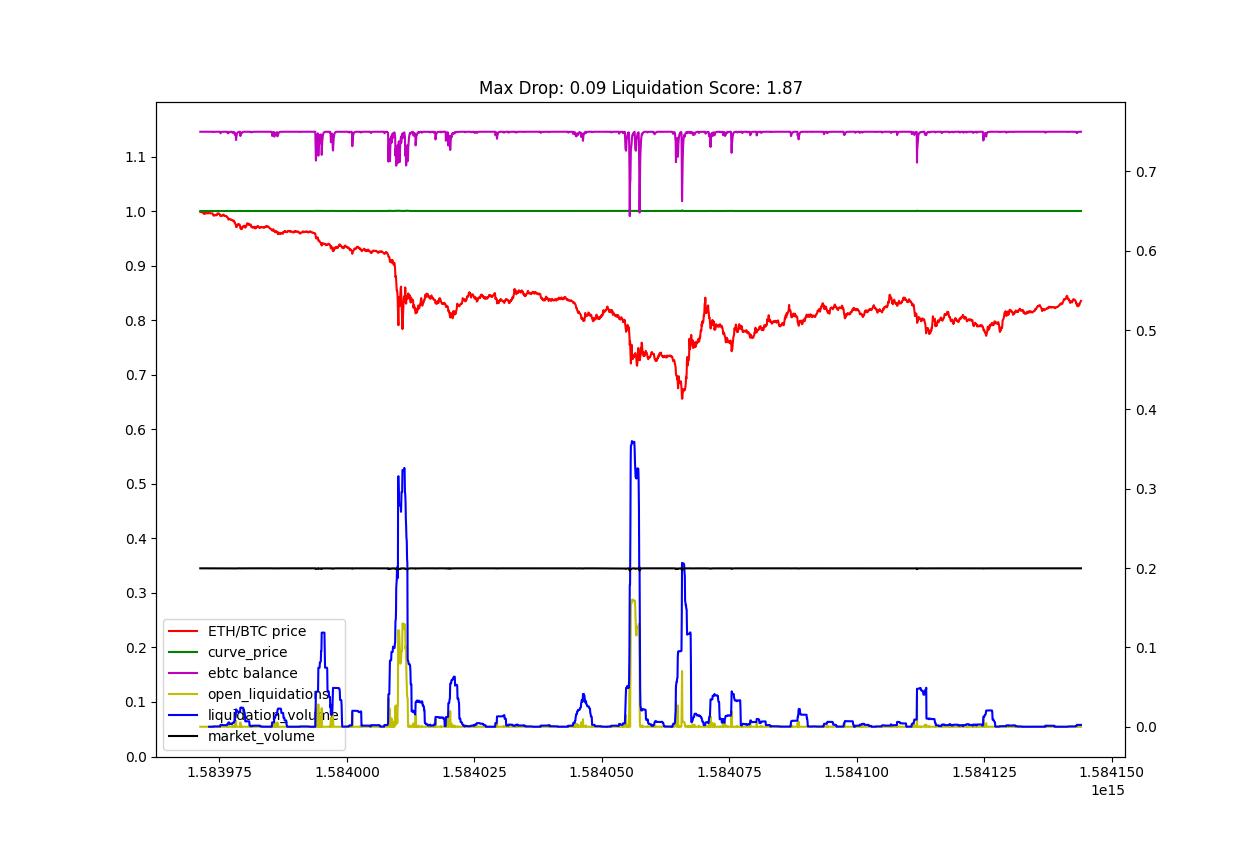 Max Drop: 0.09 Liquidation Score: 1.87
1.1
1.0
0.9
0.8
0.7
0.6
0.5
0.4
0.3
0.2
0.1
0.0
0.7
0.6
0.5
0.4
0.3
0.2
0.1
0.0
ETH/BTC price
curve_price
ebtc balance
open_liquidations
liquidation_volume
market_volume
1.583975 1.584000 1.584025 1.584050 1.584075 1.584100 1.584125 1.584150
1e15